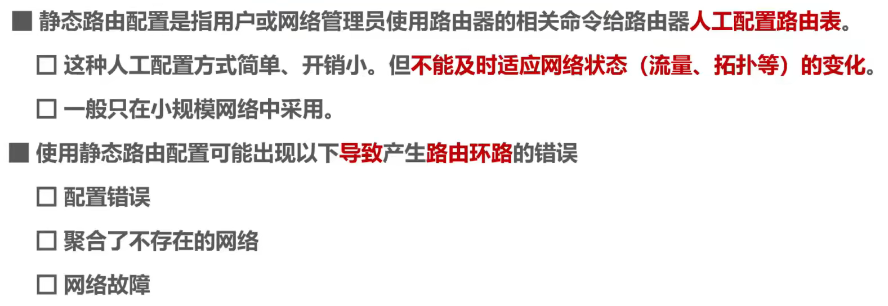 ■ 静态路由配置是指用户或网络管理员使用路由器的相关命令给路由器人工配置路由表。
□ 这种人工配置方式简单、开销小。但不能及时适应网络状态（流量、拓扑等）的变化。
□ 一般只在小规模网络中采用。
■ 使用静态路由配置可能出现以下导致产生路由环路的错误
□ 配置错误
□ 聚合了不存在的网络
□ 网络故障